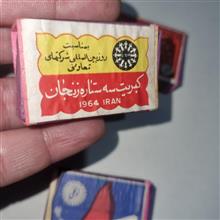 بمناسبت
روز بین المللی شرکتهای
تعاونی
کبریت سه ستاره زنجان
1964 IRAN